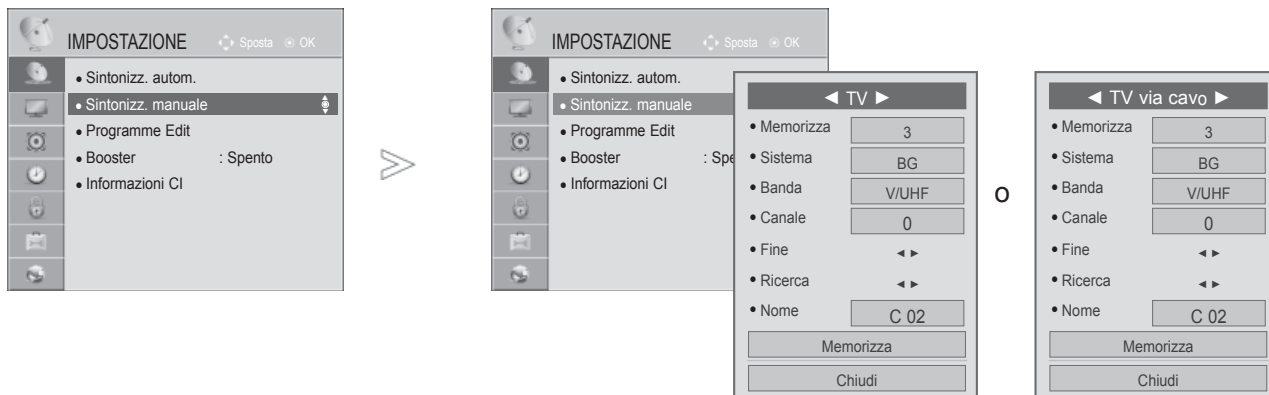 IMPOSTAZIONE Sposta OK
• Sintonizz. autom.
• Sintonizz. manuale
• Programme Edit
• Booster : Spento
• Informazioni CI
IMPOSTAZIONE Sposta OK
• Sintonizz. autom.
• Sintonizz. manuale
• Programme Edit
• Booster : Spe
• Informazioni CI
◄ TV ►
• Memorizza 3
• Sistema BG
• Banda V/UHF
• Canale 0
• Fine ◄ ►
• Ricerca ◄ ►
• Nome C 02
Memorizza
Chiudi
o
◄ TV via cavo ►
• Memorizza 3
• Sistema BG
• Banda V/UHF
• Canale 0
• Fine ◄ ►
• Ricerca ◄ ►
• Nome C 02
Memorizza
Chiudi